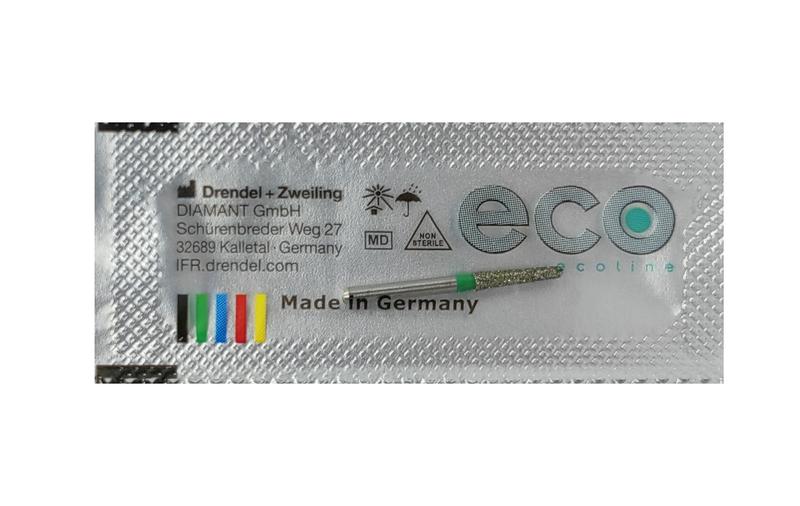 Drendel + Zweiling
DIAMANT GmbH
Schürenbreder Weg 27
32689 Kalletal · Germany
IFR.drendel.com
MD
NON
STERILE
eco
ecoline
Made in Germany